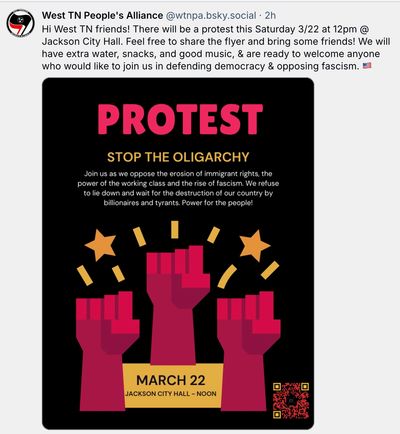 West TN People's Alliance @wtnpa.bsky.social · 2h
Hi West TN friends! There will be a protest this Saturday 3/22 at 12pm @
Jackson City Hall. Feel free to share the flyer and bring some friends! We will
have extra water, snacks, and good music, & are ready to welcome anyone
who would like to join us in defending democracy & opposing fascism. 🇺🇸
PROTEST
STOP THE OLIGARCHY
Join us as we oppose the erosion of immigrant rights, the
power of the working class and the rise of fascism. We refuse
to lie down and wait for the destruction of our country by
billionaires and tyrants. Power for the people!
MARCH 22
JACKSON CITY HALL - NOON